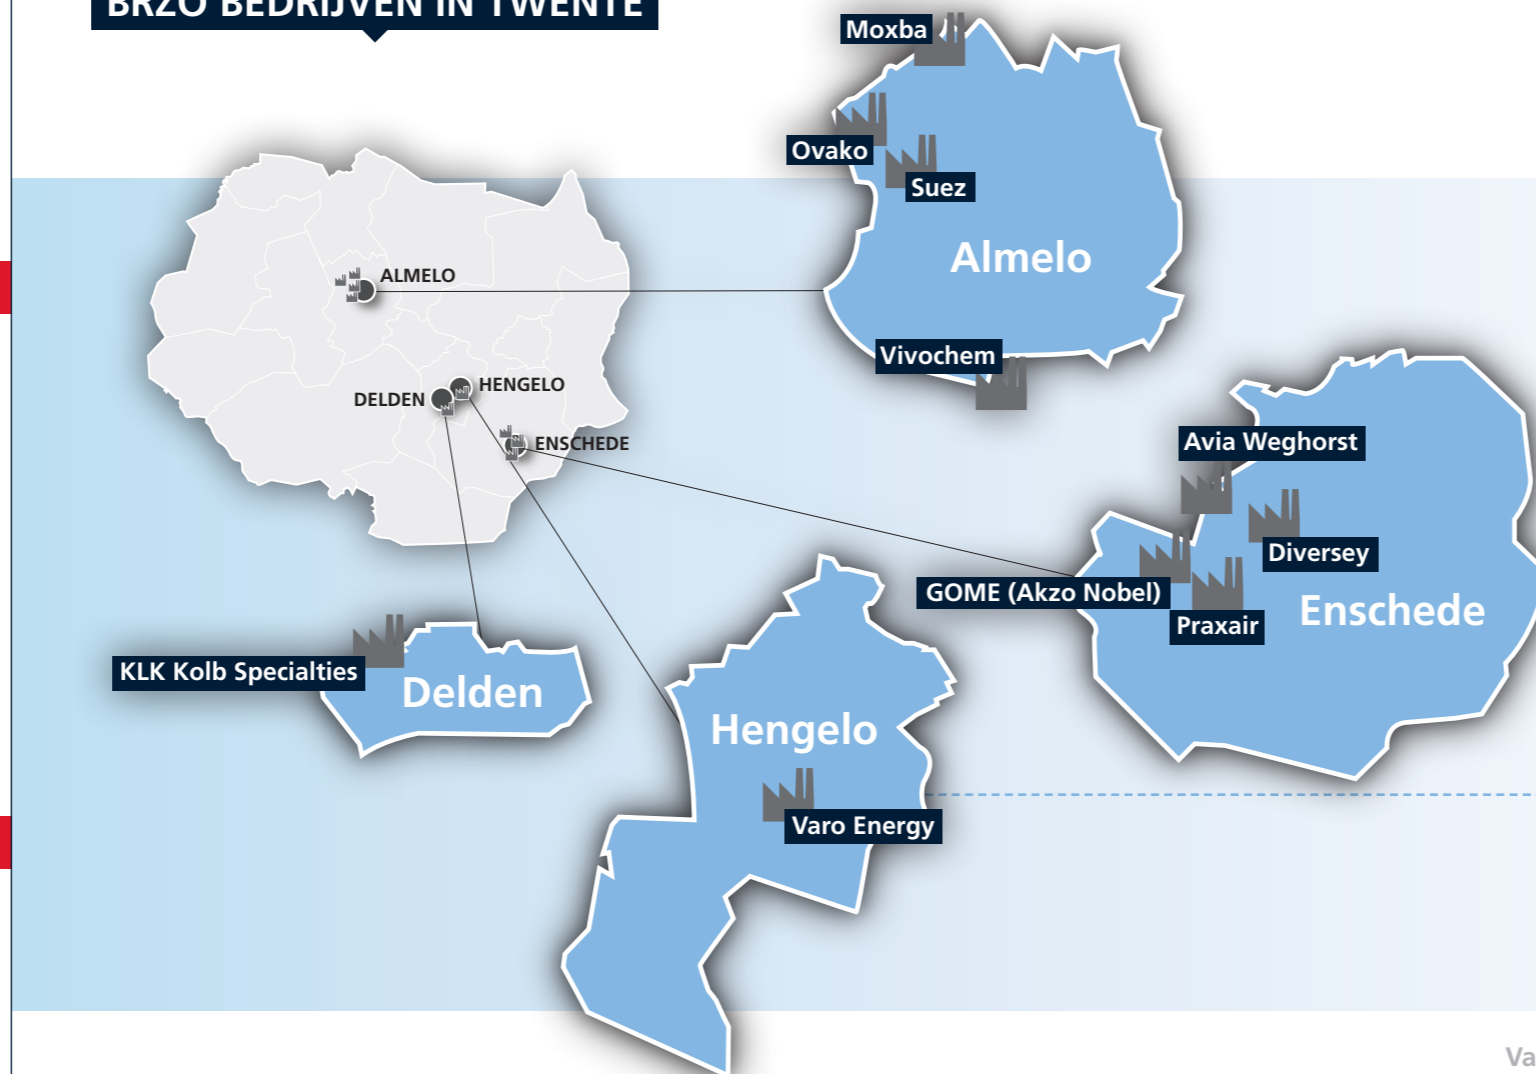 BRZO BEDRIJVEN IN TWENTE
Moxba
Ovako
Suez
Almelo
Vivochem
ALMELO
HENGELO
DELDEN
ENSCHEDE
Avia Weghorst
Diversey
GOME (Akzo Nobel)
Praxair
Enschede
KLK Kolb Specialties
Delden
Hengelo
Varo Energy
Va